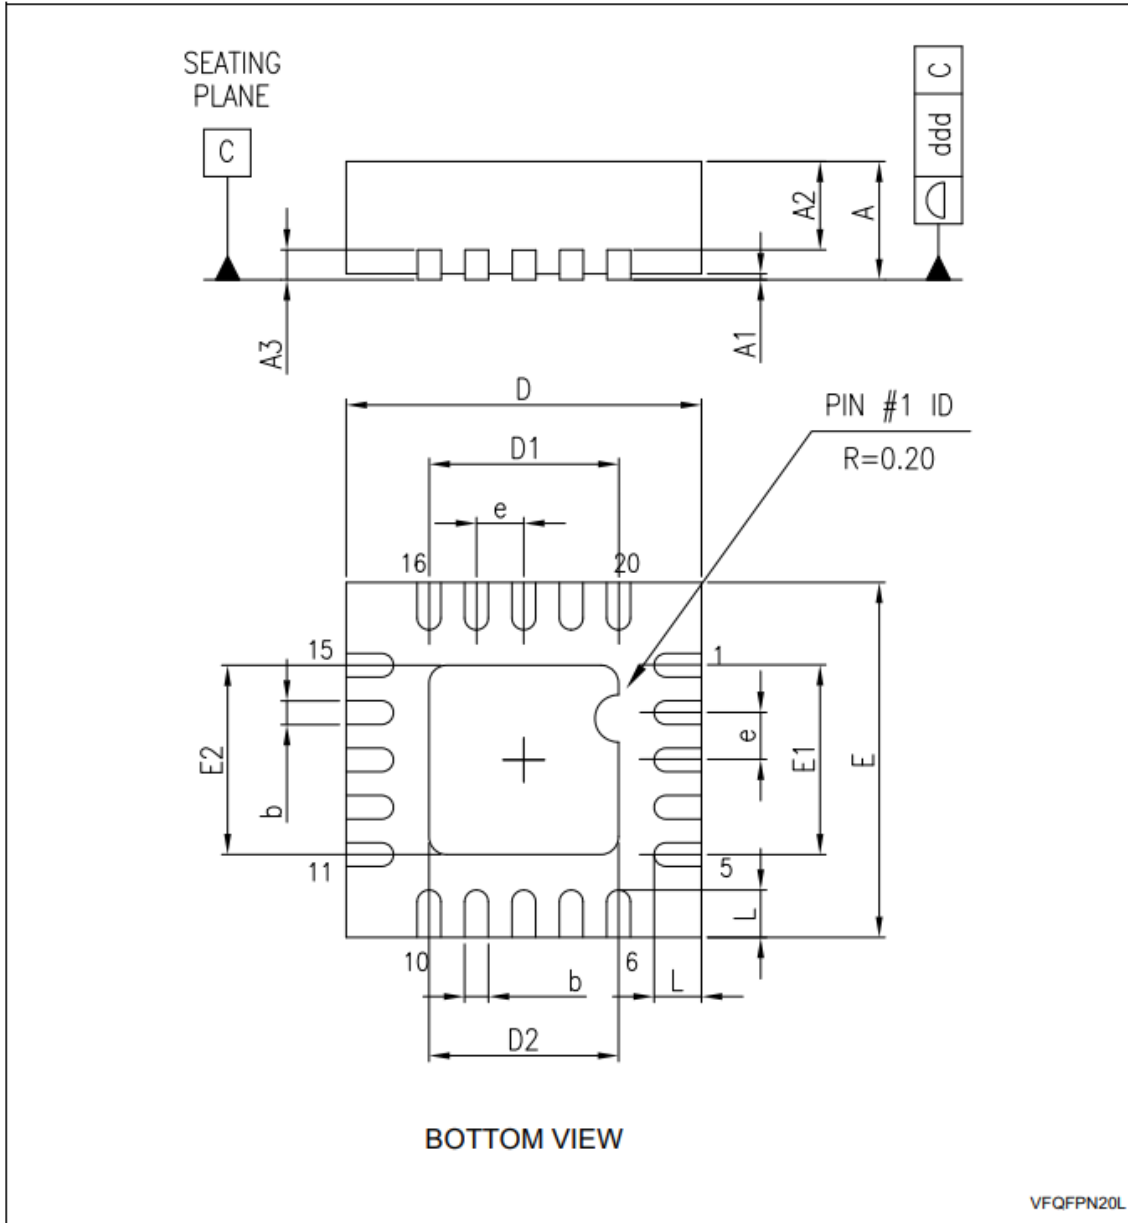 SEATING
PLANE
C
C
ddd
A2
A
A3
A1
D
PIN #1 ID
D1
R=0.20
e
16
20
15
1
E2
b
e
E1
E
11
5
L
10
6
b
L
D2
BOTTOM VIEW
VFQFPN20L